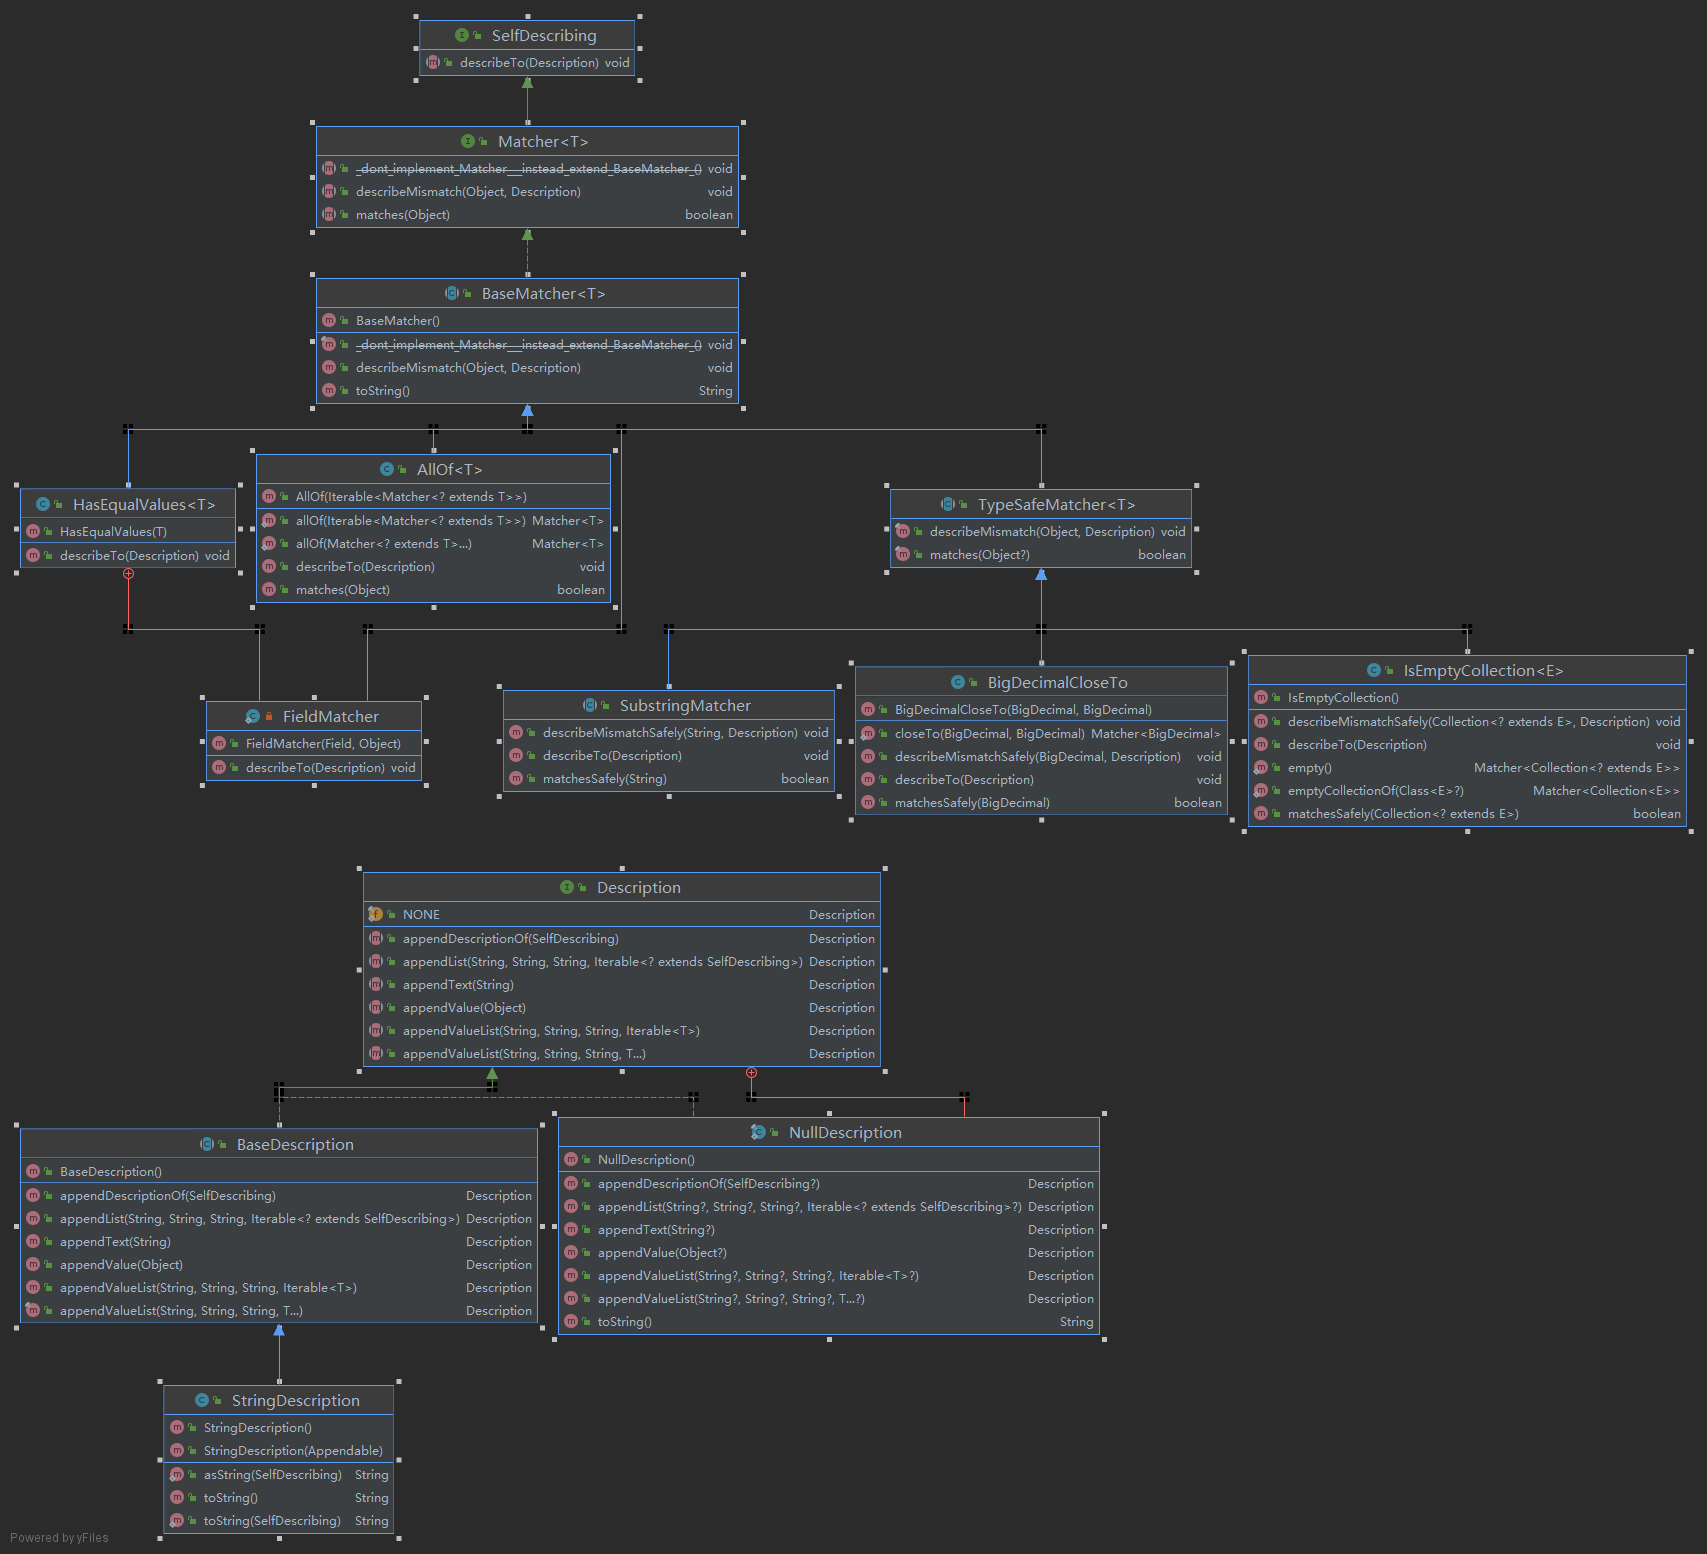 SelfDescribing
describeTo(Description) void
Matcher<T>
_dont_implement_Matcher___instead_extend_BaseMatcher_() void
describeMismatch(Object, Description) void
matches(Object) boolean
BaseMatcher<T>
BaseMatcher()
_dont_implement_Matcher___instead_extend_BaseMatcher_() void
describeMismatch(Object, Description) void
toString() String
HasEqualValues<T>
HasEqualValues(T)
describeTo(Description) void
AllOf<T>
AllOf(Iterable<Matcher<? extends T>>)
allOf(Iterable<Matcher<? extends T>>) Matcher<T>
allOf(Matcher<? extends T>...) Matcher<T>
describeTo(Description) void
matches(Object) boolean
TypeSafeMatcher<T>
describeMismatch(Object, Description) void
matches(Object?) boolean
FieldMatcher
FieldMatcher(Field, Object)
describeTo(Description) void
SubstringMatcher
describeMismatchSafely(String, Description) void
describeTo(Description) void
matchesSafely(String) boolean
BigDecimalCloseTo
BigDecimalCloseTo(BigDecimal, BigDecimal)
closeTo(BigDecimal, BigDecimal) Matcher<BigDecimal>
describeMismatchSafely(BigDecimal, Description) void
describeTo(Description) void
matchesSafely(BigDecimal) boolean
IsEmptyCollection<E>
IsEmptyCollection()
describeMismatchSafely(Collection<? extends E>, Description) void
describeTo(Description) void
empty() Matcher<Collection<? extends E>>
emptyCollectionOf(Class<E>?) Matcher<Collection<E>>
matchesSafely(Collection<? extends E>) boolean
Description
NONE Description
appendDescriptionOf(SelfDescribing) Description
appendList(String, String, String, Iterable<? extends SelfDescribing>) Description
appendText(String) Description
appendValue(Object) Description
appendValueList(String, String, String, Iterable<T>) Description
appendValueList(String, String, String, T...) Description
BaseDescription
BaseDescription()
appendDescriptionOf(SelfDescribing) Description
appendList(String, String, String, Iterable<? extends SelfDescribing>) Description
appendText(String) Description
appendValue(Object) Description
appendValueList(String, String, String, Iterable<T>) Description
appendValueList(String, String, String, T...) Description
NullDescription
NullDescription()
appendDescriptionOf(SelfDescribing?) Description
appendList(String?, String?, String?, Iterable<? extends SelfDescribing>?) Description
appendText(String?) Description
appendValue(Object?) Description
appendValueList(String?, String?, String?, Iterable<T>?) Description
appendValueList(String?, String?, String?, T...?) Description
toString() String
StringDescription
StringDescription()
StringDescription(Appendable)
asString(SelfDescribing) String
toString() String
toString(SelfDescribing) String
Powered by yFiles